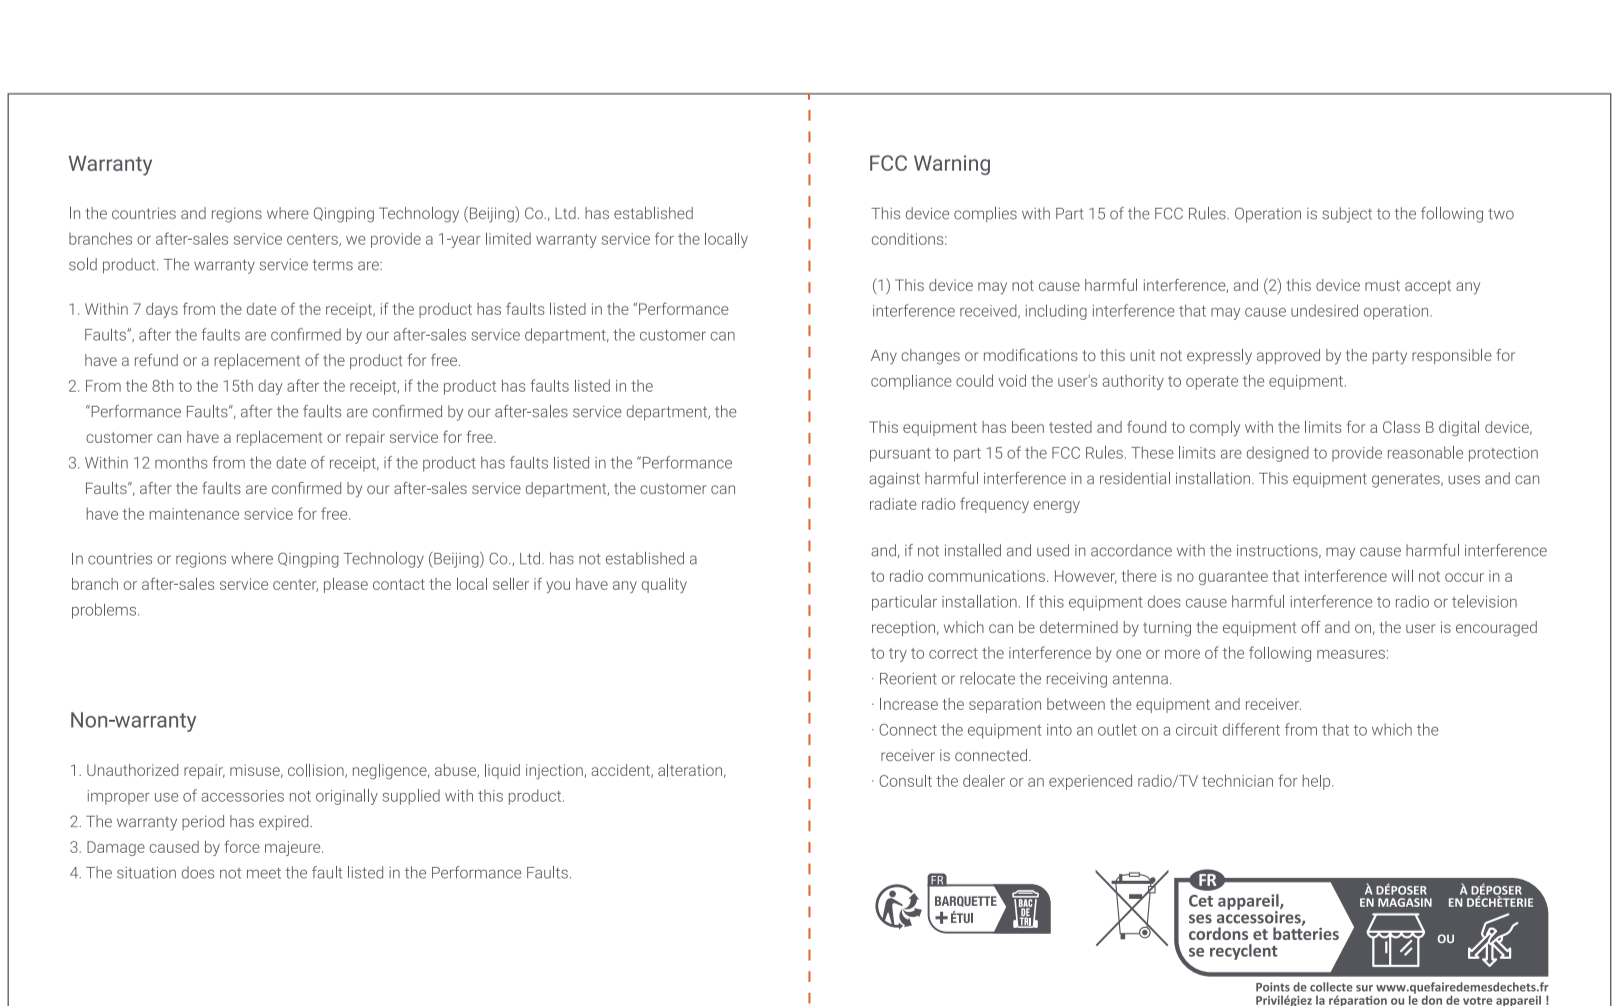 Warranty
In the countries and regions where Qingping Technology (Beijing) Co., Ltd. has established
branches or after-sales service centers, we provide a 1-year limited warranty service for the locally
sold product. The warranty service terms are:
1. Within 7 days from the date of the receipt, if the product has faults listed in the “Performance
Faults”, after the faults are confirmed by our after-sales service department, the customer can
have a refund or a replacement of the product for free.
2. From the 8th to the 15th day after the receipt, if the product has faults listed in the
“Performance Faults”, after the faults are confirmed by our after-sales service department, the
customer can have a replacement or repair service for free.
3. Within 12 months from the date of receipt, if the product has faults listed in the “Performance
Faults”, after the faults are confirmed by our after-sales service department, the customer can
have the maintenance service for free.
In countries or regions where Qingping Technology (Beijing) Co., Ltd. has not established a
branch or after-sales service center, please contact the local seller if you have any quality
problems.
Non-warranty
1. Unauthorized repair, misuse, collision, negligence, abuse, liquid injection, accident, alteration,
improper use of accessories not originally supplied with this product.
2. The warranty period has expired.
3. Damage caused by force majeure.
4. The situation does not meet the fault listed in the Performance Faults.
FCC Warning
This device complies with Part 15 of the FCC Rules. Operation is subject to the following two
conditions:
(1) This device may not cause harmful interference, and (2) this device must accept any
interference received, including interference that may cause undesired operation.
Any changes or modifications to this unit not expressly approved by the party responsible for
compliance could void the user's authority to operate the equipment.
This equipment has been tested and found to comply with the limits for a Class B digital device,
pursuant to part 15 of the FCC Rules. These limits are designed to provide reasonable protection
against harmful interference in a residential installation. This equipment generates, uses and can
radiate radio frequency energy
and, if not installed and used in accordance with the instructions, may cause harmful interference
to radio communications. However, there is no guarantee that interference will not occur in a
particular installation. If this equipment does cause harmful interference to radio or television
reception, which can be determined by turning the equipment off and on, the user is encouraged
to try to correct the interference by one or more of the following measures:
· Reorient or relocate the receiving antenna.
· Increase the separation between the equipment and receiver.
· Connect the equipment into an outlet on a circuit different from that to which the
receiver is connected.
· Consult the dealer or an experienced radio/TV technician for help.
FR
BARQUETTE
+ ÉTUI
BAC
DE
TRI
FR
Cet appareil,
ses accessoires,
cordons et batteries
se recyclent
À DÉPOSER
EN MAGASIN
OU
À DÉPOSER
EN DÉCHÈTERIE
Points de collecte sur www.quefairedemesdechets.fr
Privilégiez la réparation ou le don de votre appareil !